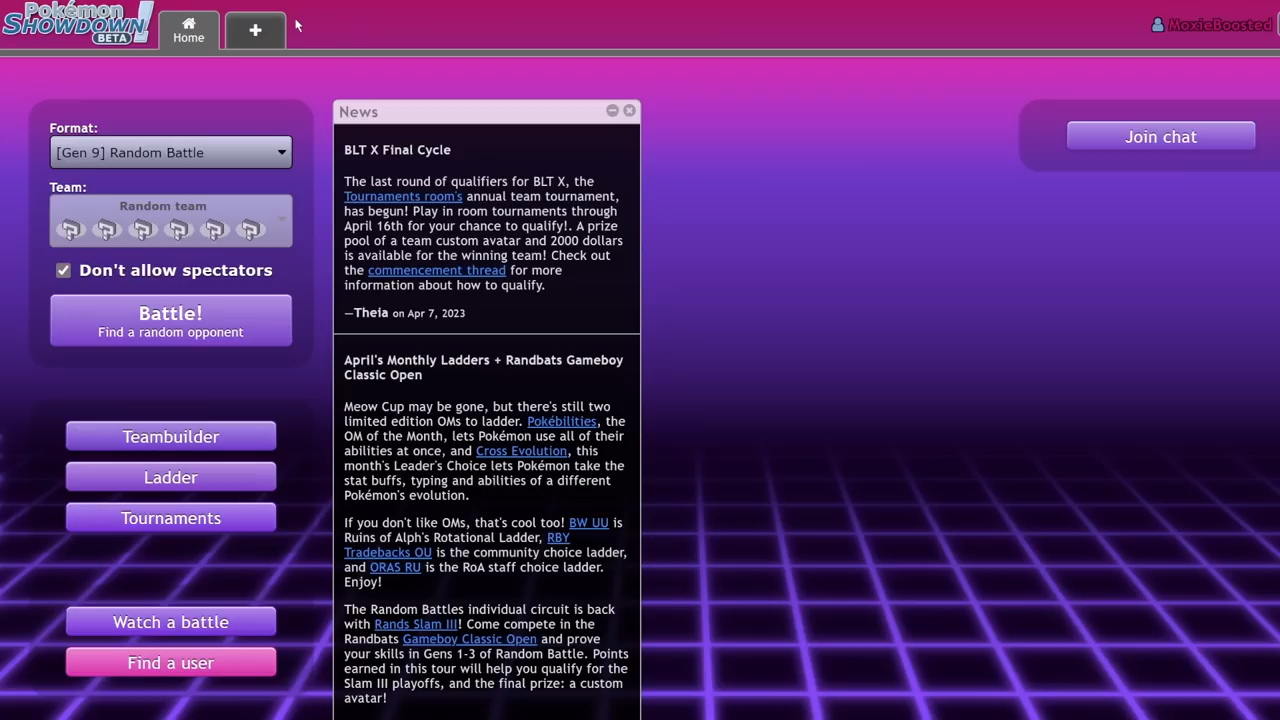 Pokémon
SHOWDOWN!
BETA
Home
+
MoxieBoosted
Format:
[Gen 9] Random Battle
Team:
Random team
Don't allow spectators
Battle!
Find a random opponent
Teambuilder
Ladder
Tournaments
Watch a battle
Find a user
News
BLT X Final Cycle
The last round of qualifiers for BLT X, the
Tournaments room's annual team tournament,
has begun! Play in room tournaments through
April 16th for your chance to qualify!. A prize
pool of a team custom avatar and 2000 dollars
is available for the winning team! Check out
the commencement thread for more
information about how to qualify.
—Theia on Apr 7, 2023
April's Monthly Ladders + Randbats Gameboy
Classic Open
Meow Cup may be gone, but there's still two
limited edition OMs to ladder. Pokébilities, the
OM of the Month, lets Pokémon use all of their
abilities at once, and Cross Evolution, this
month's Leader's Choice lets Pokémon take the
stat buffs, typing and abilities of a different
Pokémon's evolution.
If you don't like OMs, that's cool too! BW UU is
Ruins of Alph's Rotational Ladder, RBY
Tradebacks OU is the community choice ladder,
and ORAS RU is the RoA staff choice ladder.
Enjoy!
The Random Battles individual circuit is back
with Rands Slam III! Come compete in the
Randbats Gameboy Classic Open and prove
your skills in Gens 1-3 of Random Battle. Points
earned in this tour will help you qualify for the
Slam III playoffs, and the final prize: a custom
avatar!
Join chat